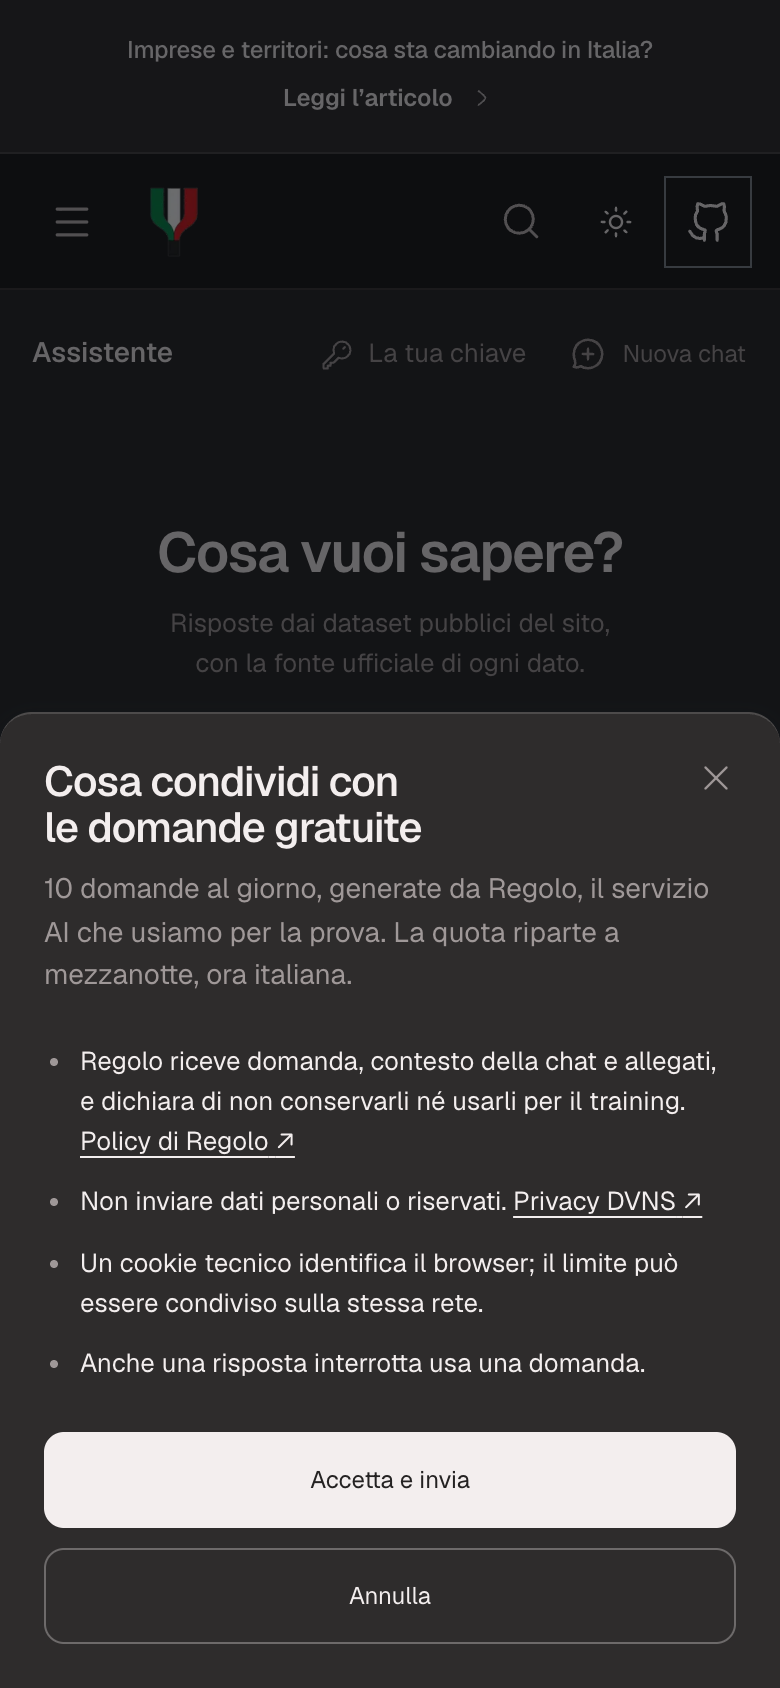 Imprese e territori: cosa sta cambiando in Italia?
Leggi l’articolo
Assistente
La tua chiave
Nuova chat
Cosa vuoi sapere?
Risposte dai dataset pubblici del sito,
con la fonte ufficiale di ogni dato.
Cosa condividi con
le domande gratuite
10 domande al giorno, generate da Regolo, il servizio
AI che usiamo per la prova. La quota riparte a
mezzanotte, ora italiana.
Regolo riceve domanda, contesto della chat e allegati,
e dichiara di non conservarli né usarli per il training.
Policy di Regolo ↗
Non inviare dati personali o riservati. Privacy DVNS ↗
Un cookie tecnico identifica il browser; il limite può
essere condiviso sulla stessa rete.
Anche una risposta interrotta usa una domanda.
Accetta e invia
Annulla